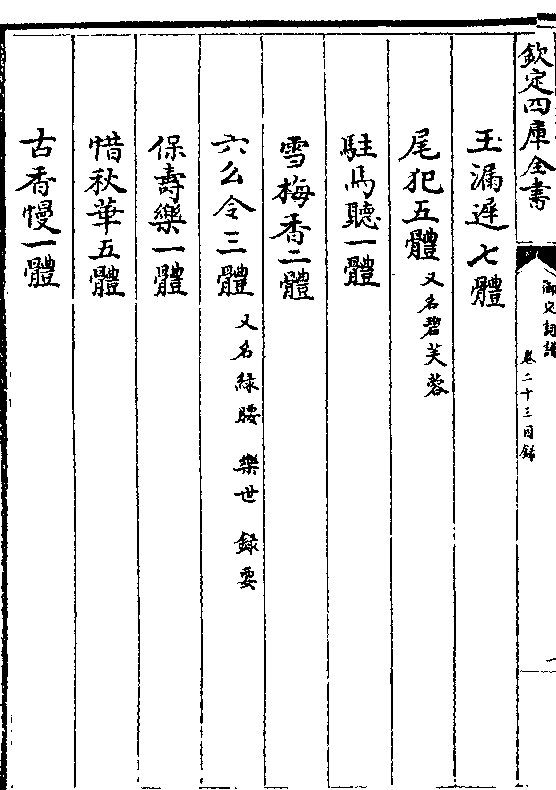 欽定四庫全書
御定詞譜
卷二十三目錄
玉漏遲七體
尾犯五體又名碧芙蓉
駐馬聽一體
雪梅香二體
六么令三體又名綠腰 樂世 錄要
保壽樂一體
惜秋華五體
古香慢一體